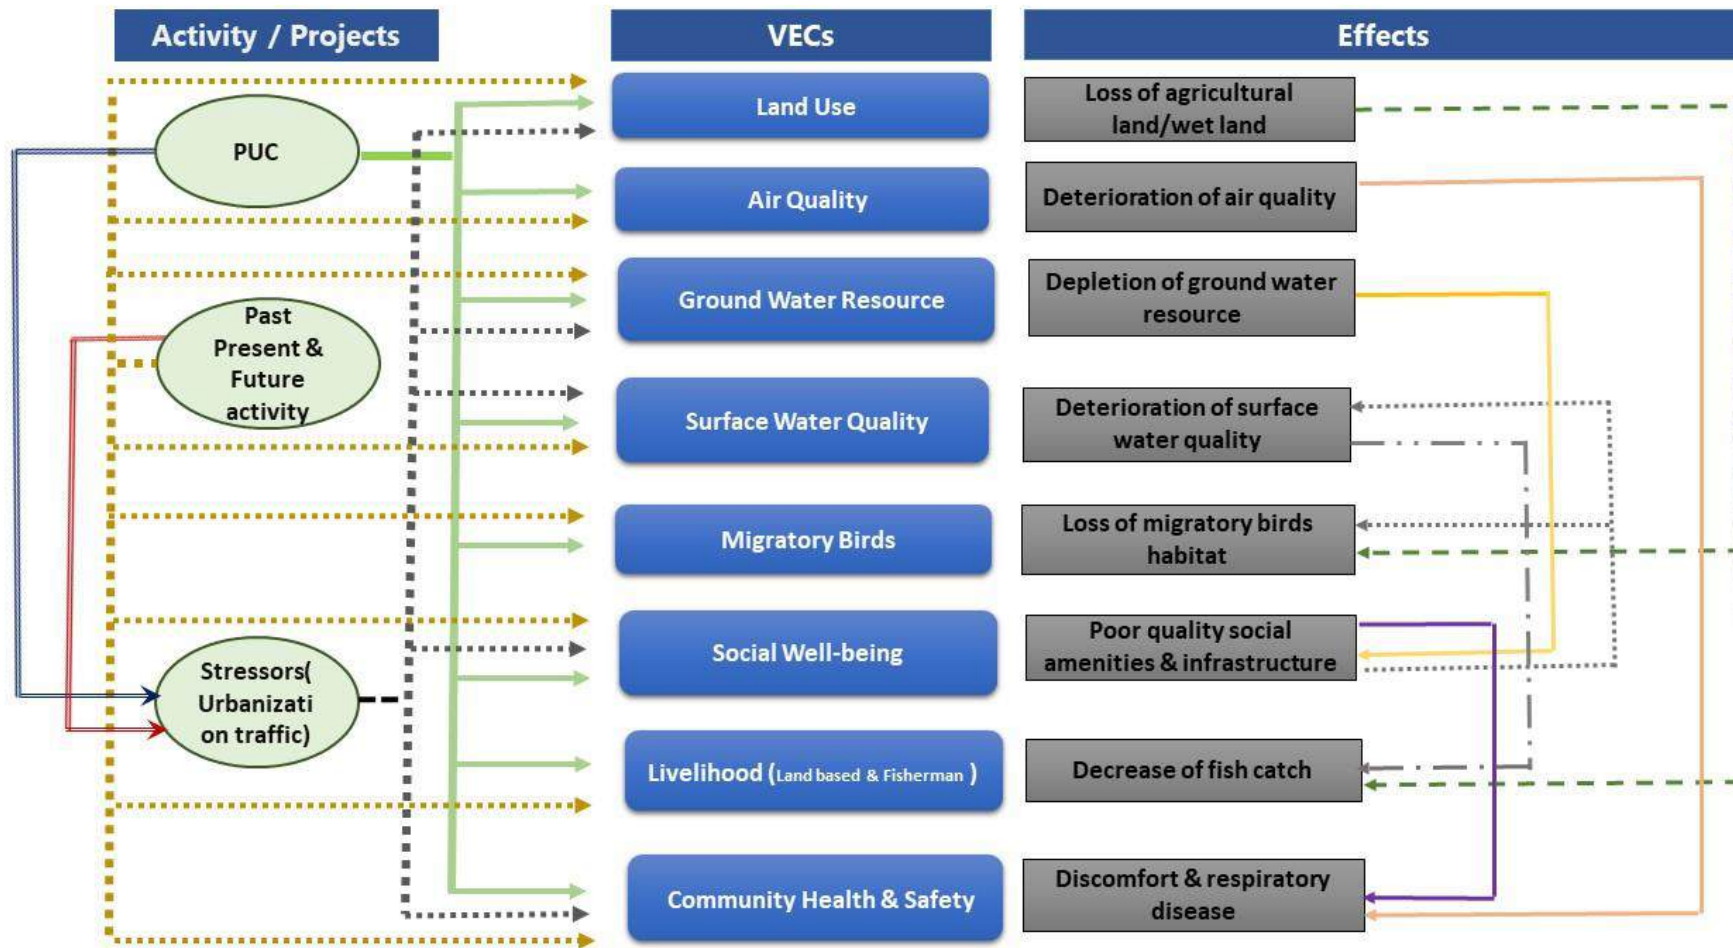 Activity / Projects
VECs
Effects
PUC
Past
Present &
Future
activity
Stressors(
Urbanizati
on traffic)
Land Use
Air Quality
Ground Water Resource
Surface Water Quality
Migratory Birds
Social Well-being
Livelihood (Land based & Fisherman )
Community Health & Safety
Loss of agricultural
land/wet land
Deterioration of air quality
Depletion of ground water
resource
Deterioration of surface
water quality
Loss of migratory birds
habitat
Poor quality social
amenities & infrastructure
Decrease of fish catch
Discomfort & respiratory
disease